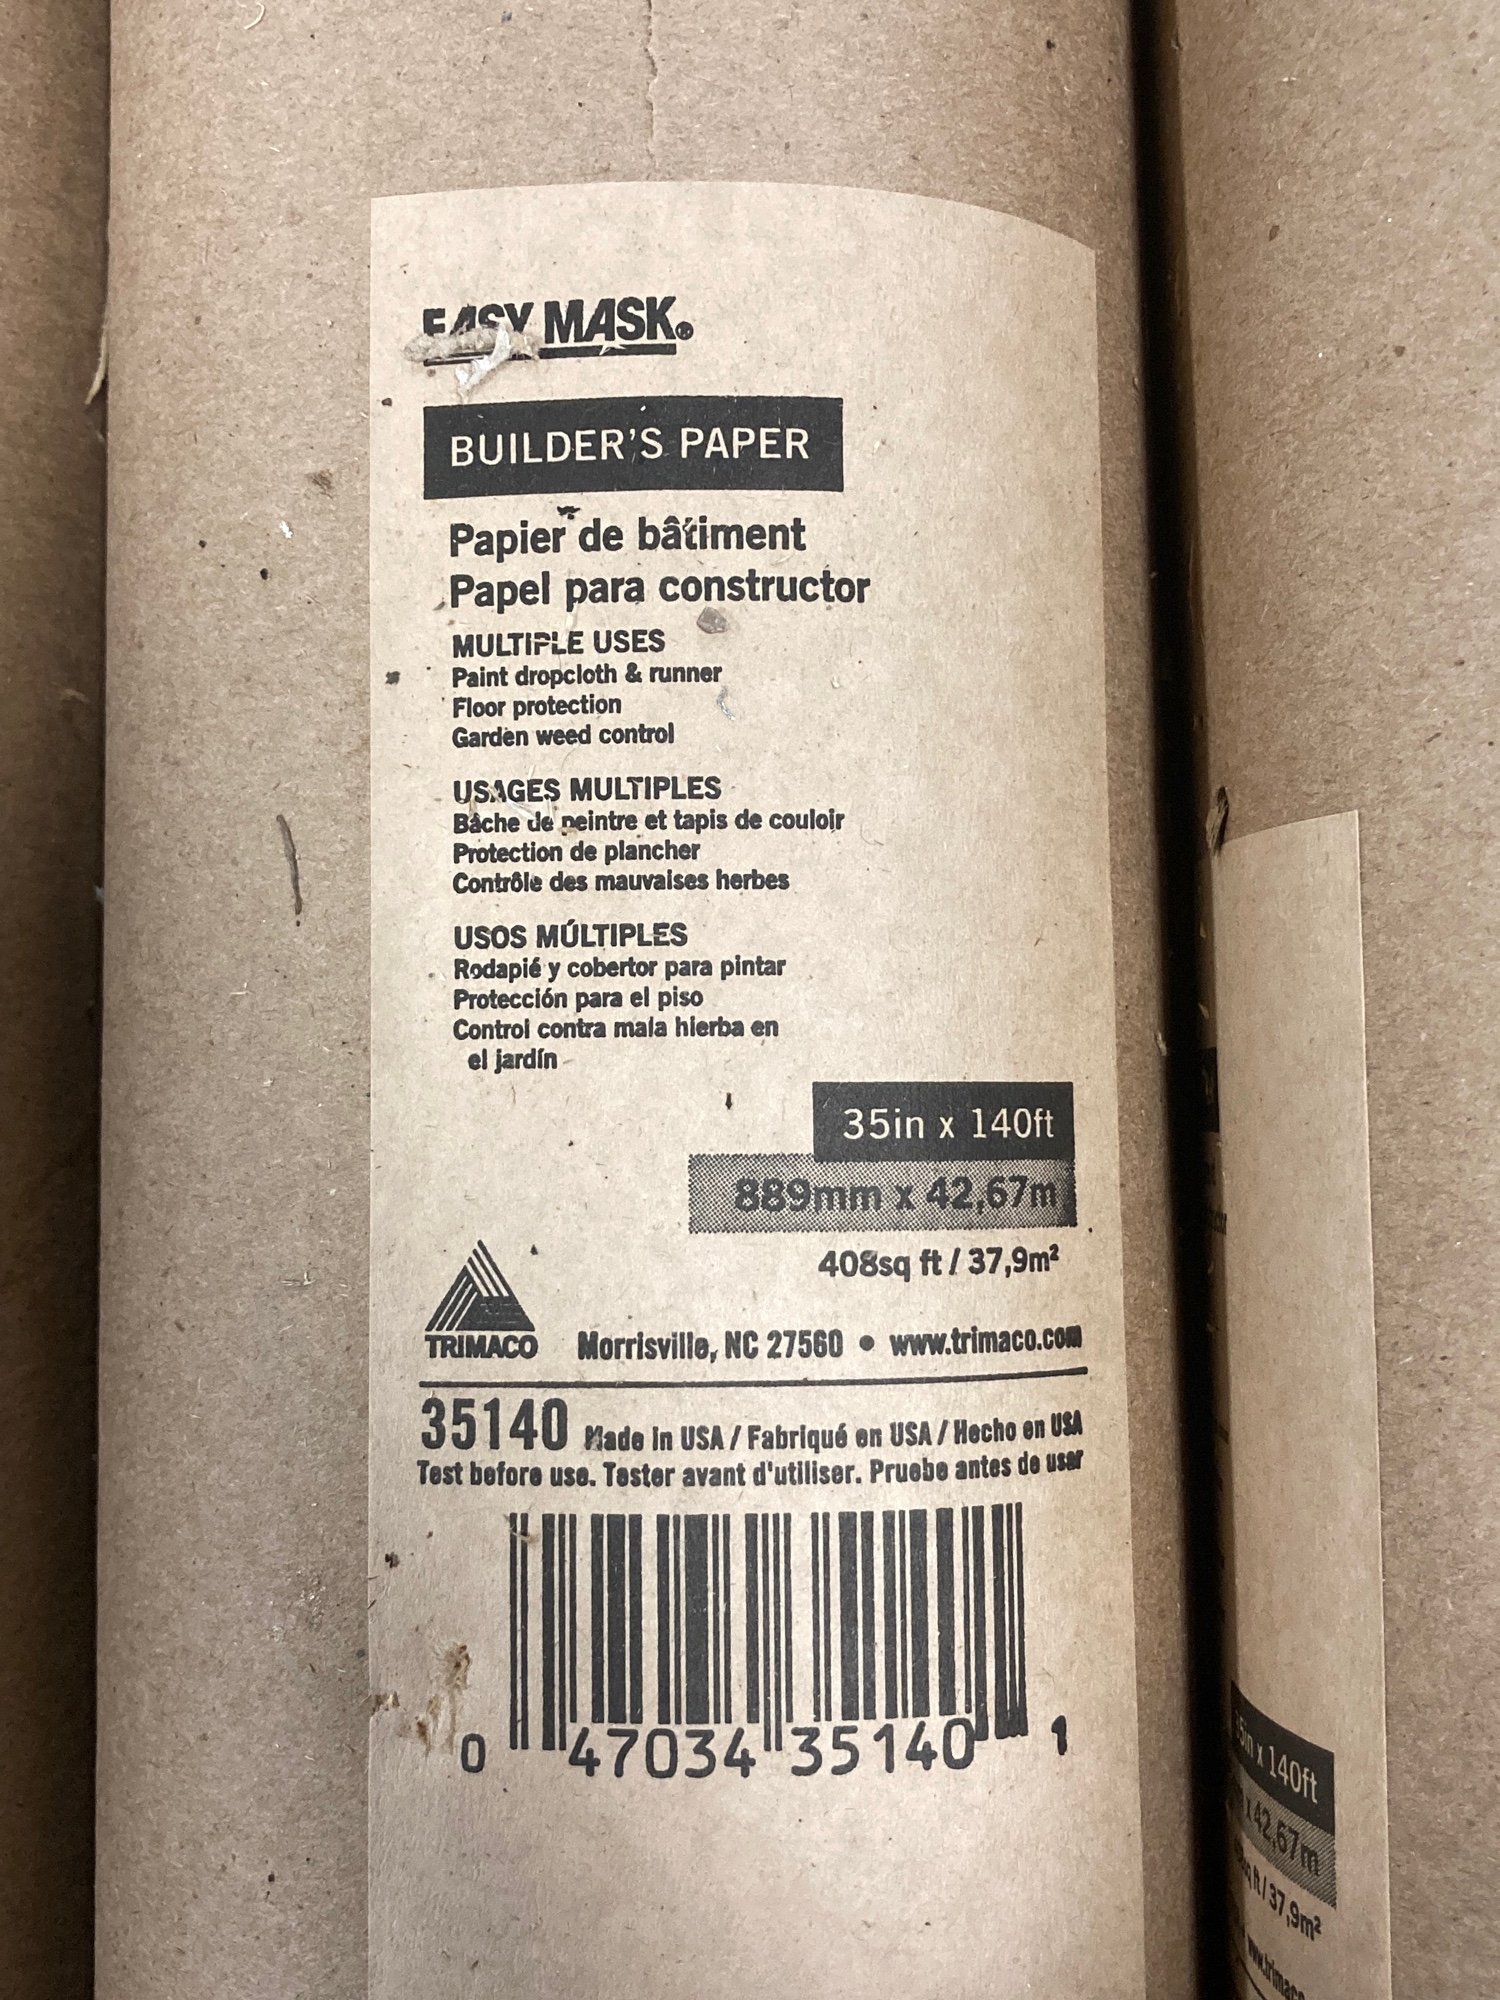 EASY MASK®
BUILDER'S PAPER
Papier de bâtiment
Papel para constructor
MULTIPLE USES
Paint dropcloth & runner
Floor protection
Garden weed control
USAGES MULTIPLES
Bâche de peintre et tapis de couloir
Protection de plancher
Contrôle des mauvaises herbes
USOS MÚLTIPLES
Rodapié y cobertor para pintar
Protección para el piso
Control contra mala hierba en
el jardín
35in x 140ft
889mm x 42,67m
408sq ft / 37,9m²
TRIMACO Morrisville, NC 27560 • www.trimaco.com
35140 Made in USA / Fabriqué en USA / Hecho en USA
Test before use. Tester avant d'utiliser. Pruebe antes de usar
0 47034 35140 1
35in x 140ft
x 42,67m
ft / 37,9m²